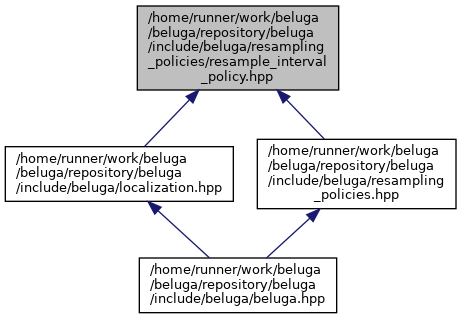 /home/runner/work/beluga
/beluga/repository/beluga
/include/beluga/resampling
_policies/resample_interval
_policy.hpp
/home/runner/work/beluga
/beluga/repository/beluga
/include/beluga/localization.hpp
/home/runner/work/beluga
/beluga/repository/beluga
/include/beluga/resampling
_policies.hpp
/home/runner/work/beluga
/beluga/repository/beluga
/include/beluga/beluga.hpp